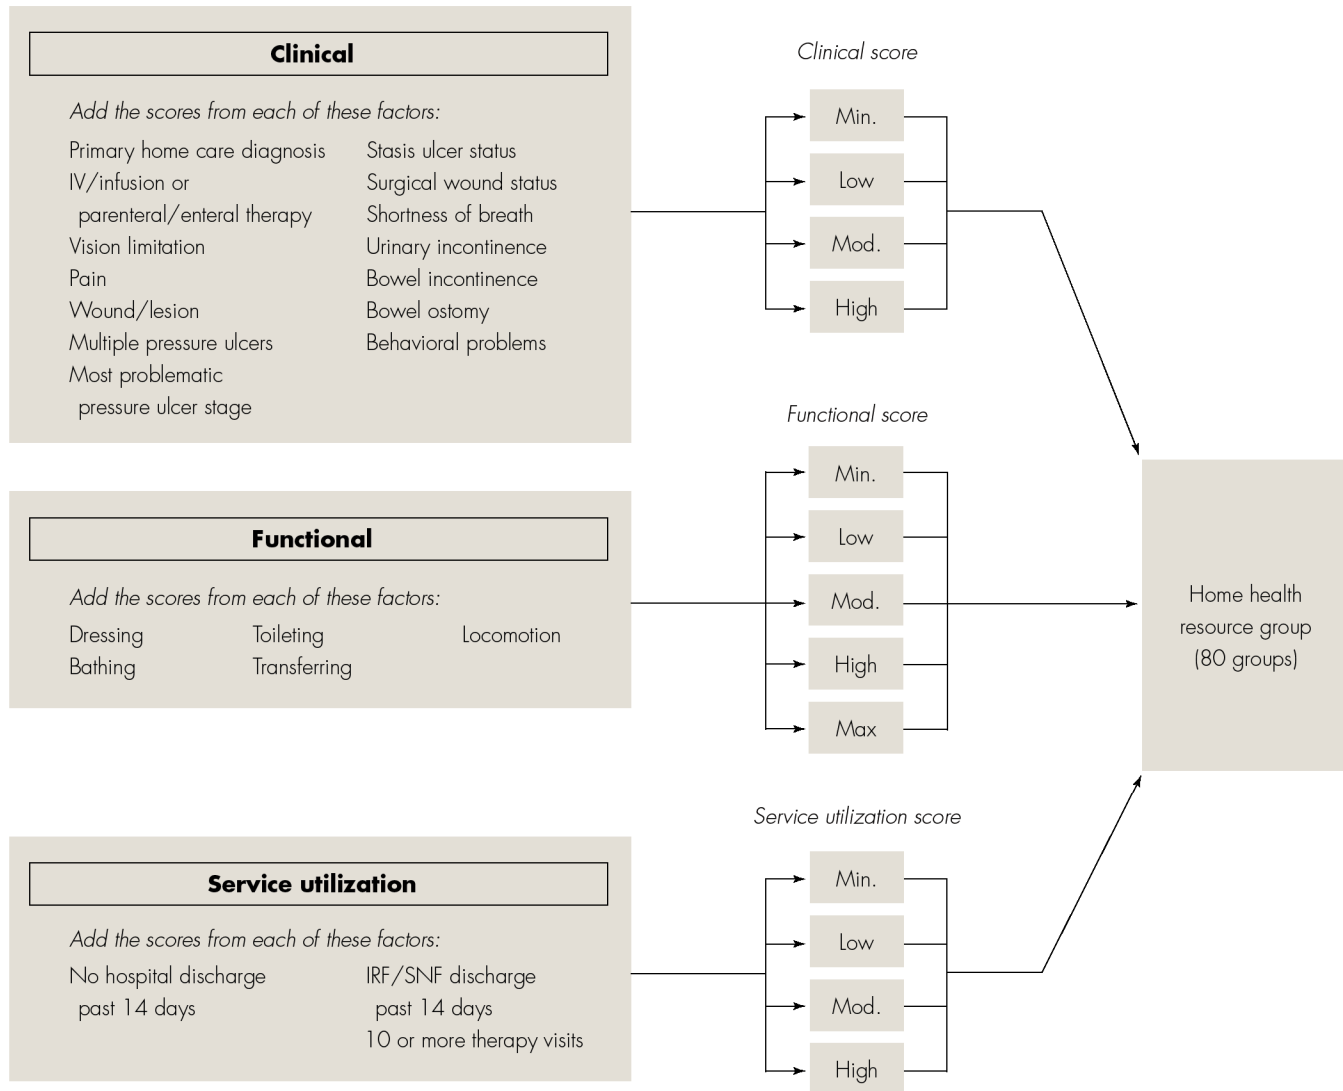 Clinical
Add the scores from each of these factors:
Primary home care diagnosis
IV/infusion or
parenteral/enteral therapy
Vision limitation
Pain
Wound/lesion
Multiple pressure ulcers
Most problematic
pressure ulcer stage
Stasis ulcer status
Surgical wound status
Shortness of breath
Urinary incontinence
Bowel incontinence
Bowel ostomy
Behavioral problems
Clinical score
Min.
Low
Mod.
High
Functional
Add the scores from each of these factors:
Dressing
Bathing
Toileting
Transferring
Locomotion
Functional score
Min.
Low
Mod.
High
Max
Service utilization
Add the scores from each of these factors:
No hospital discharge
past 14 days
IRF/SNF discharge
past 14 days
10 or more therapy visits
Service utilization score
Min.
Low
Mod.
High
Home health
resource group
(80 groups)